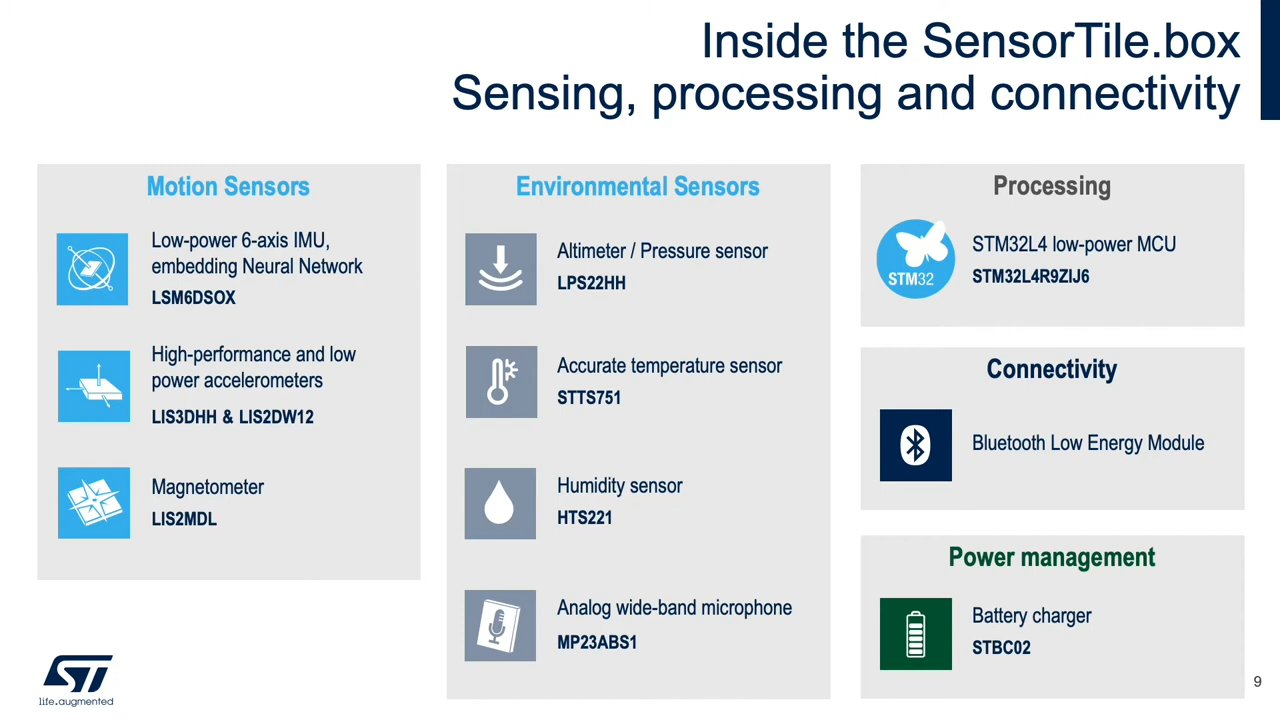 Inside the SensorTile.box
Sensing, processing and connectivity
Motion Sensors
Low-power 6-axis IMU,
embedding Neural Network
LSM6DSOX
High-performance and low
power accelerometers
LIS3DHH & LIS2DW12
Magnetometer
LIS2MDL
Environmental Sensors
Altimeter / Pressure sensor
LPS22HH
Accurate temperature sensor
STTS751
Humidity sensor
HTS221
Analog wide-band microphone
MP23ABS1
Processing
STM32
STM32L4 low-power MCU
STM32L4R9ZIJ6
Connectivity
Bluetooth Low Energy Module
Power management
Battery charger
STBC02
ST
life.augmented
9